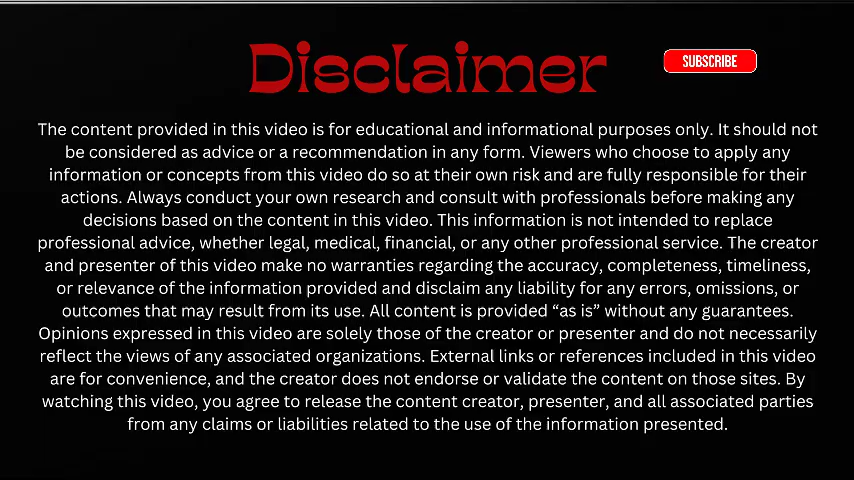 Disclaimer
SUBSCRIBE
The content provided in this video is for educational and informational purposes only. It should not
be considered as advice or a recommendation in any form. Viewers who choose to apply any
information or concepts from this video do so at their own risk and are fully responsible for their
actions. Always conduct your own research and consult with professionals before making any
decisions based on the content in this video. This information is not intended to replace
professional advice, whether legal, medical, financial, or any other professional service. The creator
and presenter of this video make no warranties regarding the accuracy, completeness, timeliness,
or relevance of the information provided and disclaim any liability for any errors, omissions, or
outcomes that may result from its use. All content is provided “as is” without any guarantees.
Opinions expressed in this video are solely those of the creator or presenter and do not necessarily
reflect the views of any associated organizations. External links or references included in this video
are for convenience, and the creator does not endorse or validate the content on those sites. By
watching this video, you agree to release the content creator, presenter, and all associated parties
from any claims or liabilities related to the use of the information presented.